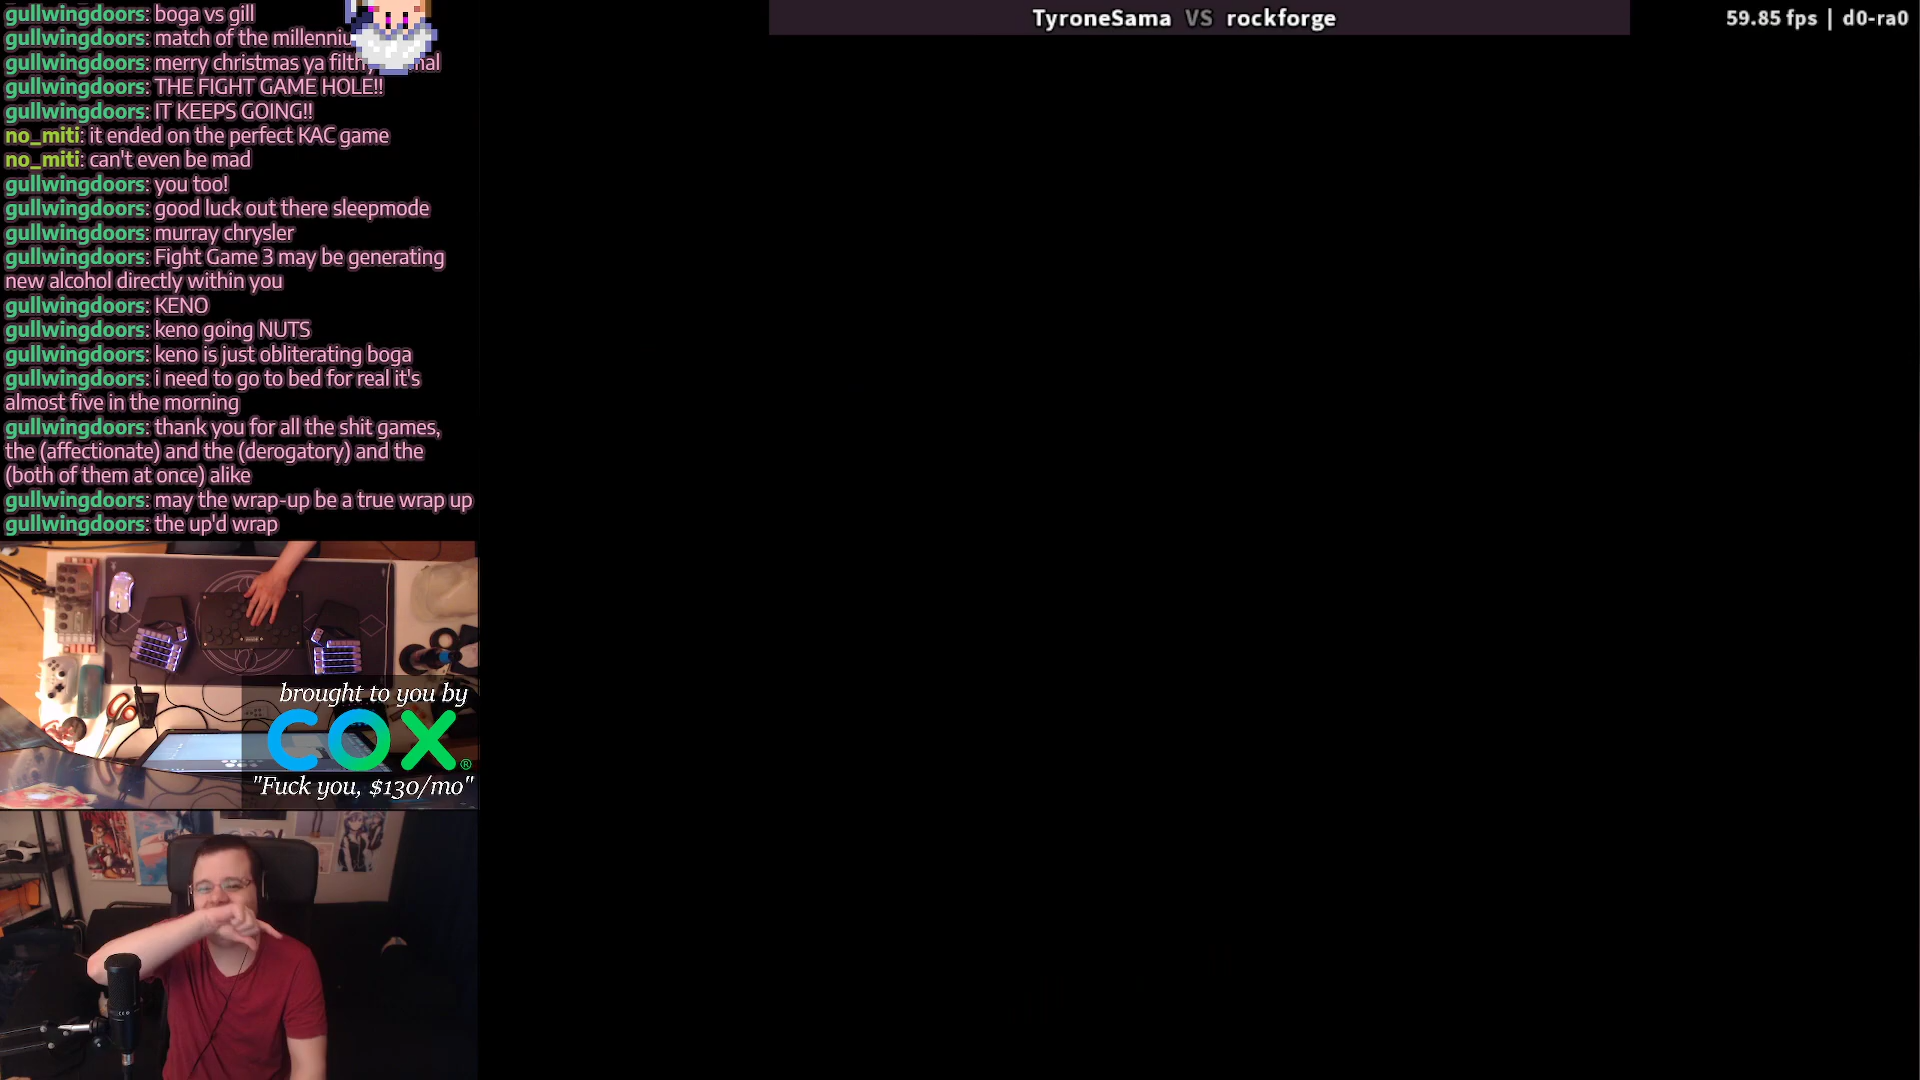 gullwingdoors: boga vs gill
gullwingdoors: match of the millenniu
gullwingdoors: merry christmas ya filthy
gullwingdoors: THE FIGHT GAME HOLE!!
gullwingdoors: IT KEEPS GOING!!
no_miti: it ended on the perfect KAC game
no_miti: can't even be mad
gullwingdoors: you too!
gullwingdoors: good luck out there sleepmode
gullwingdoors: murray chrysler
gullwingdoors: Fight Game 3 may be generating
new alcohol directly within you
gullwingdoors: KENO
gullwingdoors: keno going NUTS
gullwingdoors: keno is just obliterating boga
gullwingdoors: i need to go to bed for real it's
almost five in the morning
gullwingdoors: thank you for all the shit games,
the (affectionate) and the (derogatory) and the
(both of them at once) alike
gullwingdoors: may the wrap-up be a true wrap up
gullwingdoors: the up'd wrap
TyroneSama VS rockforge
59.85 fps | d0-ra0
brought to you by
COX®
"Fuck you, $130/mo"